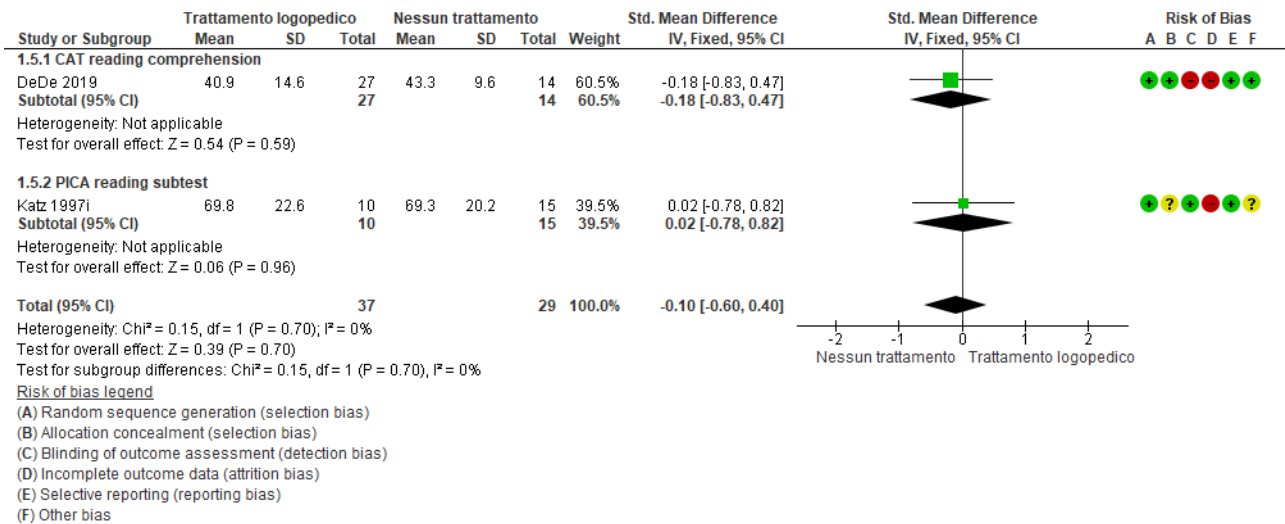 Trattamento logopedico Nessun trattamento Std. Mean Difference Std. Mean Difference Risk of Bias
Study or Subgroup Mean SD Total Mean SD Total Weight IV, Fixed, 95% CI IV, Fixed, 95% CI A B C D E F
1.5.1 CAT reading comprehension
DeDe 2019 40.9 14.6 27 43.3 9.6 14 60.5% -0.18 [-0.83, 0.47] + + - - + +
Subtotal (95% CI) 27 14 60.5% -0.18 [-0.83, 0.47]
Heterogeneity: Not applicable
Test for overall effect: Z = 0.54 (P = 0.59)
1.5.2 PICA reading subtest
Katz 1997i 69.8 22.6 10 69.3 20.2 15 39.5% 0.02 [-0.78, 0.82] + ? + - + ?
Subtotal (95% CI) 10 15 39.5% 0.02 [-0.78, 0.82]
Heterogeneity: Not applicable
Test for overall effect: Z = 0.06 (P = 0.96)
Total (95% CI) 37 29 100.0% -0.10 [-0.60, 0.40]
Heterogeneity: Chi² = 0.15, df = 1 (P = 0.70); I² = 0%
Test for overall effect: Z = 0.39 (P = 0.70)
Test for subgroup differences: Chi² = 0.15, df = 1 (P = 0.70), I² = 0%
-2 -1 0 1 2
Nessun trattamento Trattamento logopedico
Risk of bias legend
(A) Random sequence generation (selection bias)
(B) Allocation concealment (selection bias)
(C) Blinding of outcome assessment (detection bias)
(D) Incomplete outcome data (attrition bias)
(E) Selective reporting (reporting bias)
(F) Other bias